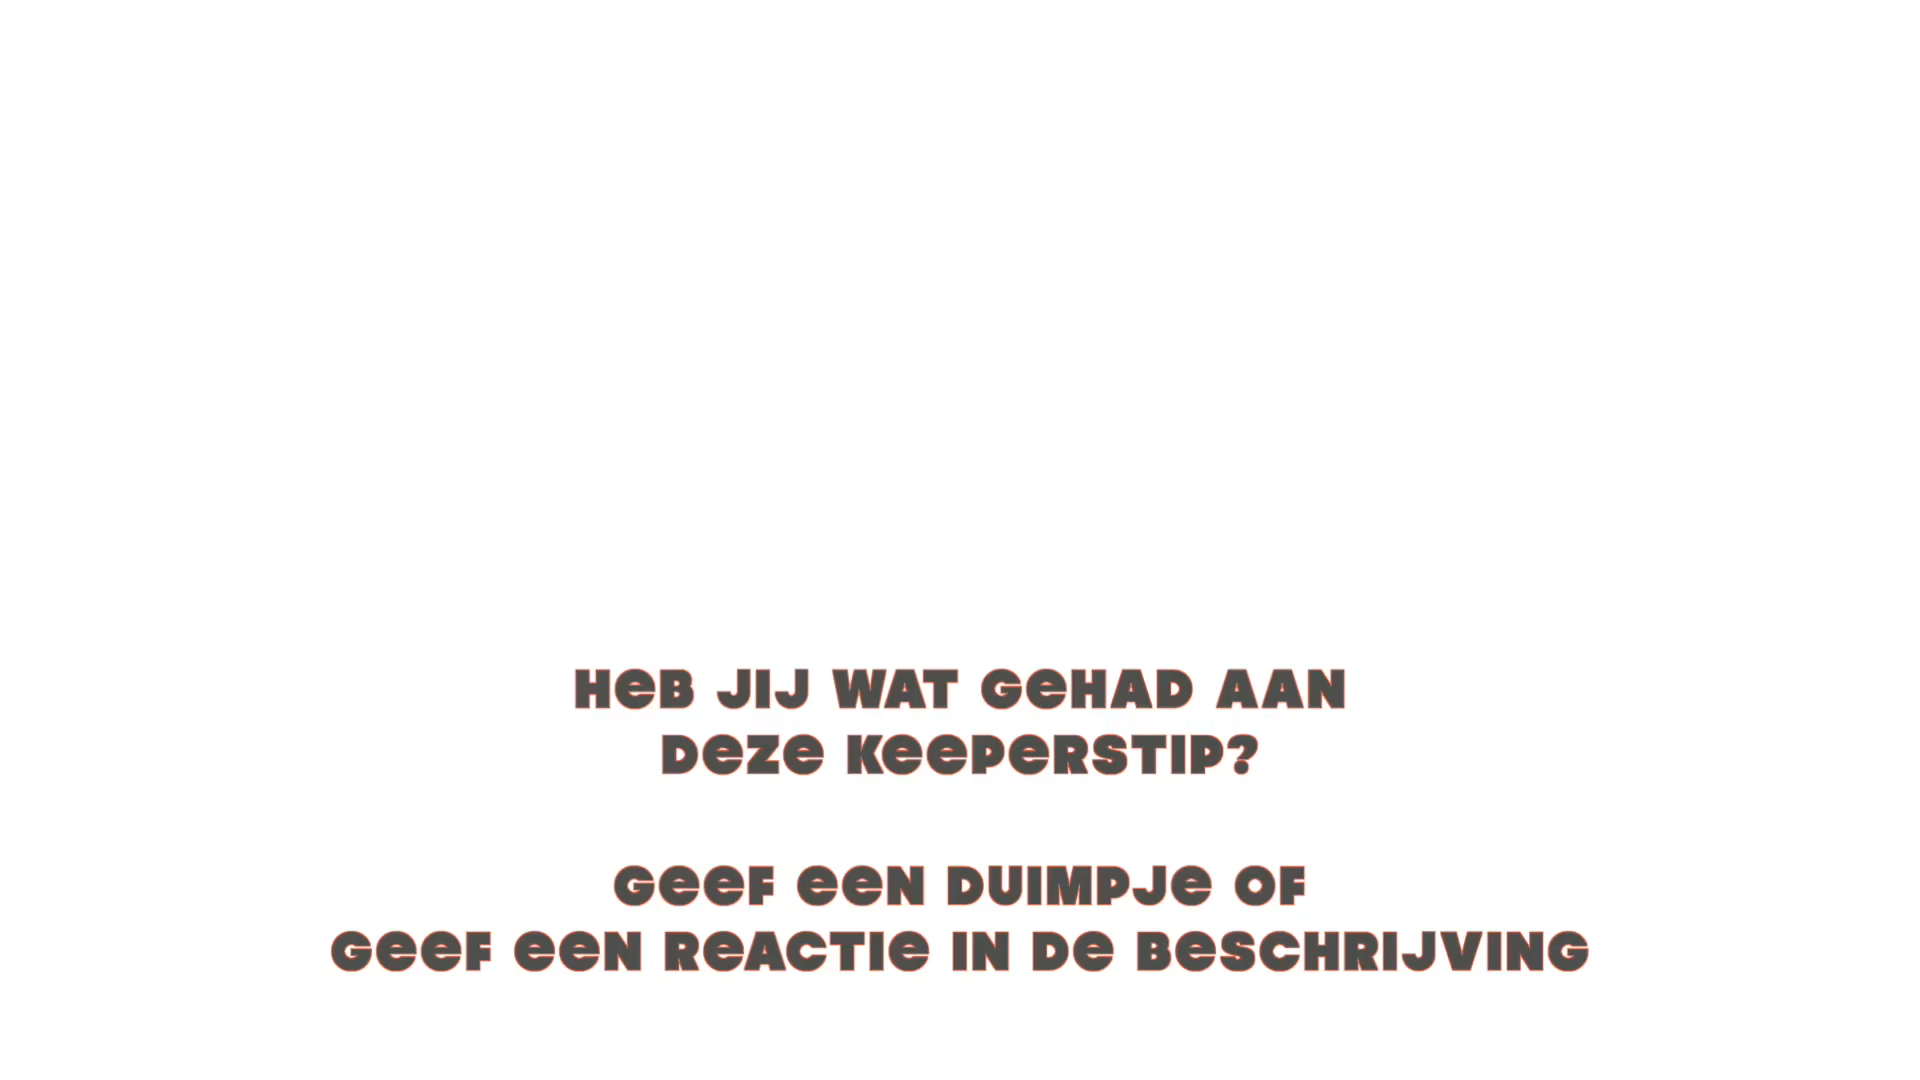 HeB JIJ WAT GeHAD AAN
DeZe KeePeRSTIP?
GeeF eeN DUIMPJe OF
GeeF eeN ReACTIe IN De BeSCHRIJVING